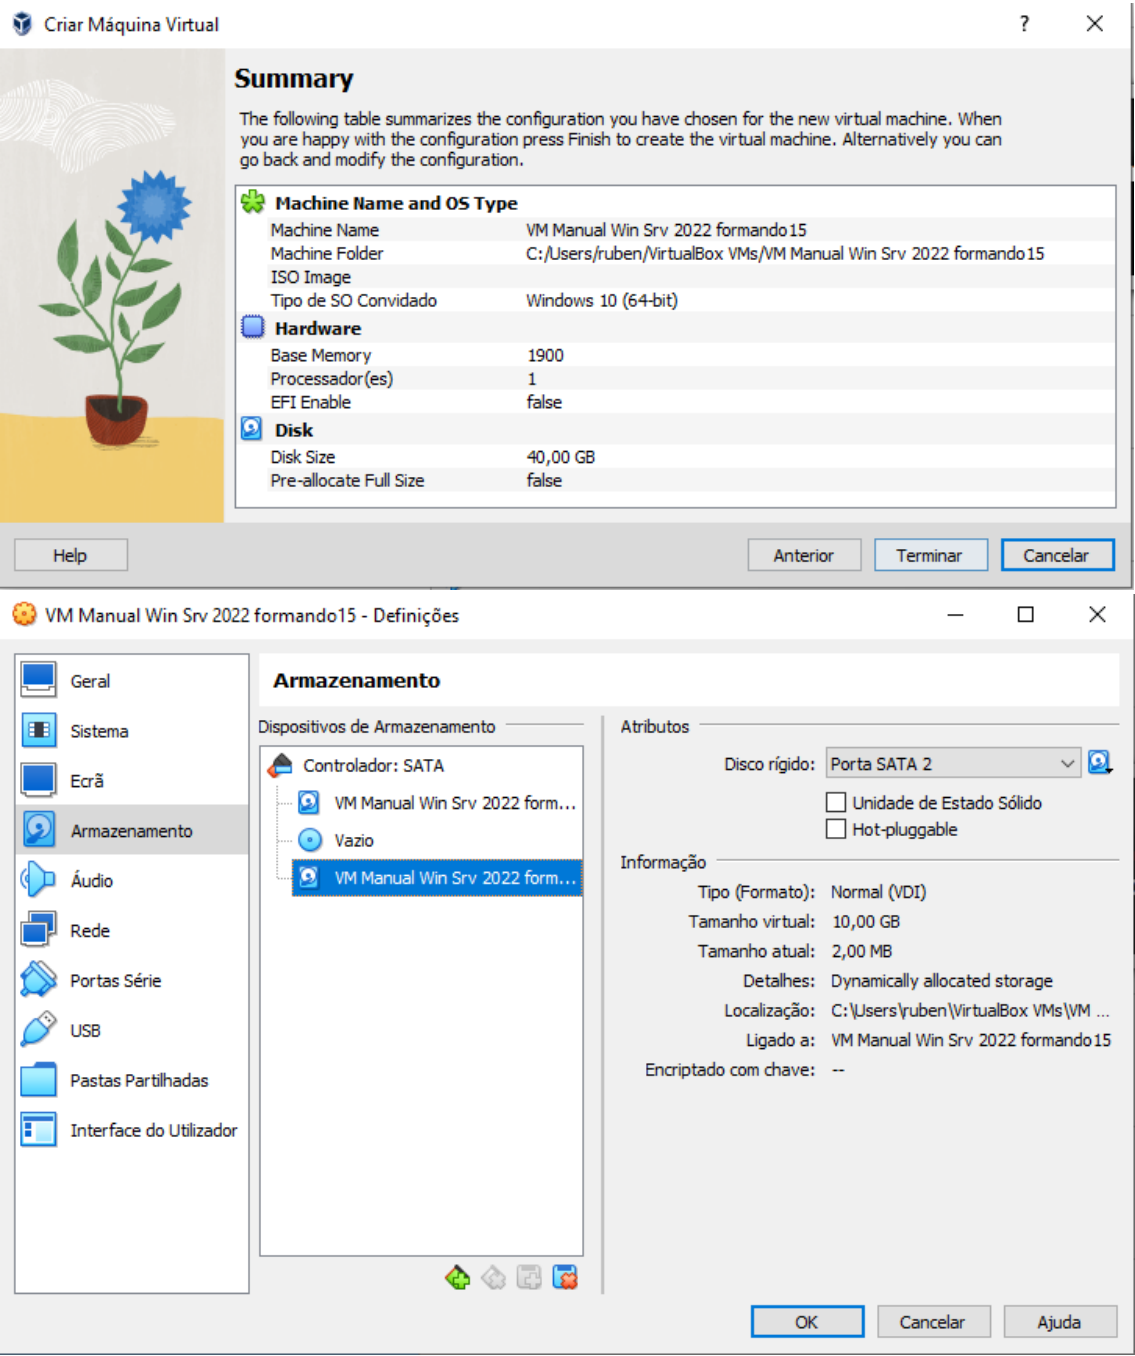 Criar Máquina Virtual
?
Summary
The following table summarizes the configuration you have chosen for the new virtual machine. When
you are happy with the configuration press Finish to create the virtual machine. Alternatively you can
go back and modify the configuration.
Machine Name and OS Type
Machine Name VM Manual Win Srv 2022 formando15
Machine Folder C:/Users/ruben/VirtualBox VMs/VM Manual Win Srv 2022 formando15
ISO Image
Tipo de SO Convidado Windows 10 (64-bit)
Hardware
Base Memory 1900
Processador(es) 1
EFI Enable false
Disk
Disk Size 40,00 GB
Pre-allocate Full Size false
Help Anterior Terminar Cancelar
VM Manual Win Srv 2022 formando15 - Definições
Geral
Sistema
Ecrã
Armazenamento
Áudio
Rede
Portas Série
USB
Pastas Partilhadas
Interface do Utilizador
Armazenamento
Dispositivos de Armazenamento
Controlador: SATA
VM Manual Win Srv 2022 form...
Vazio
VM Manual Win Srv 2022 form...
Atributos
Disco rígido: Porta SATA 2
Unidade de Estado Sólido
Hot-pluggable
Informação
Tipo (Formato): Normal (VDI)
Tamanho virtual: 10,00 GB
Tamanho atual: 2,00 MB
Detalhes: Dynamically allocated storage
Localização: C:\Users\ruben\VirtualBox VMs\VM ...
Ligado a: VM Manual Win Srv 2022 formando15
Encriptado com chave: --
OK Cancelar Ajuda